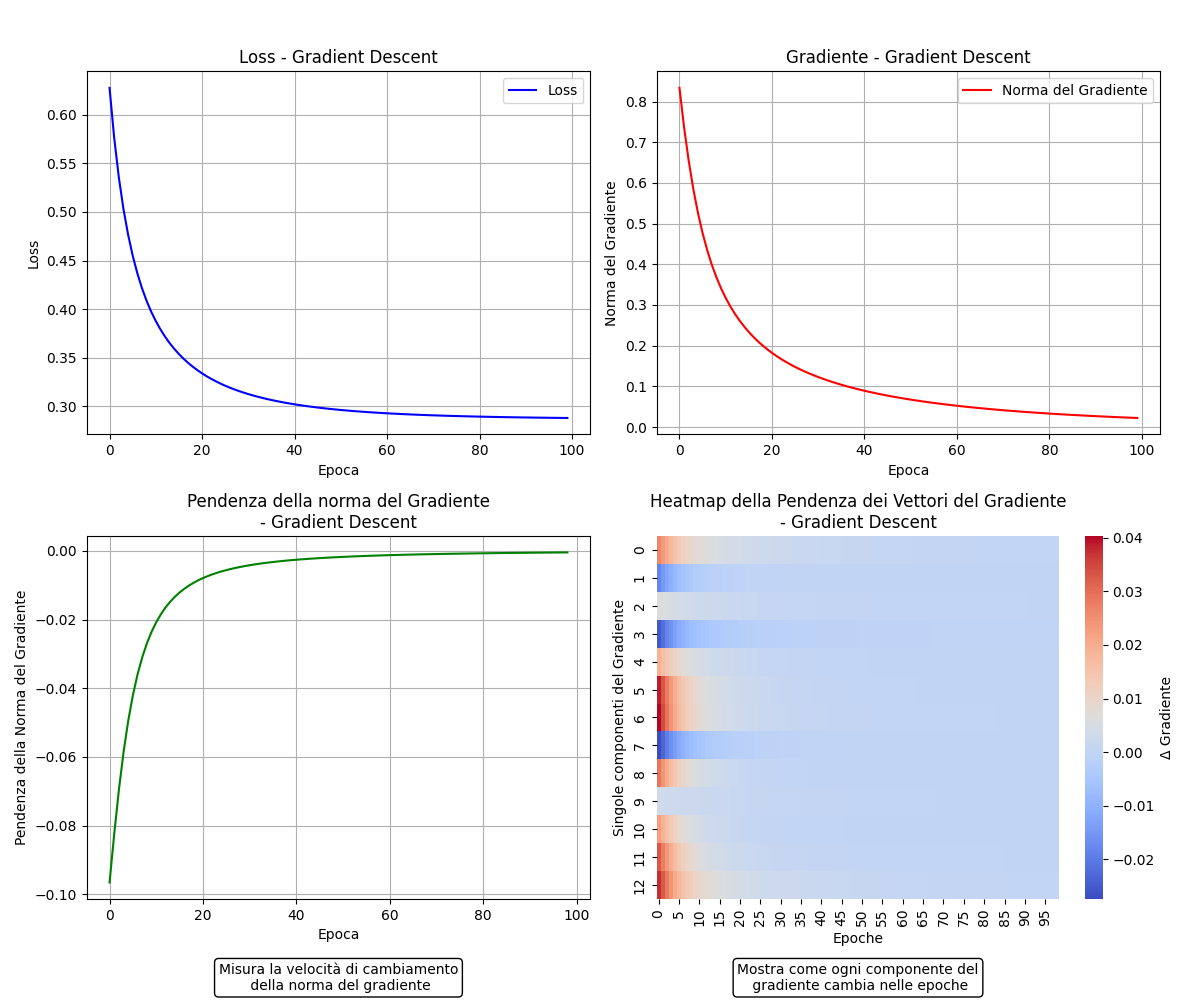 Loss - Gradient Descent
Loss
0.60
0.55
0.50
0.45
0.40
0.35
0.30
Loss
0 20 40 60 80 100
Epoca
Gradiente - Gradient Descent
Norma del Gradiente
0.8
0.7
0.6
0.5
0.4
0.3
0.2
0.1
0.0
Norma del Gradiente
0 20 40 60 80 100
Epoca
Pendenza della norma del Gradiente
- Gradient Descent
0.00
−0.02
−0.04
−0.06
−0.08
−0.10
Pendenza della Norma del Gradiente
0 20 40 60 80 100
Epoca
Misura la velocità di cambiamento
della norma del gradiente
Heatmap della Pendenza dei Vettori del Gradiente
- Gradient Descent
0
1
2
3
4
5
6
7
8
9
10
11
12
Singole componenti del Gradiente
0 5 10 15 20 25 30 35 40 45 50 55 60 65 70 75 80 85 90 95
Epoche
0.04
0.03
0.02
0.01
0.00
−0.01
−0.02
Δ Gradiente
Mostra come ogni componente del
gradiente cambia nelle epoche